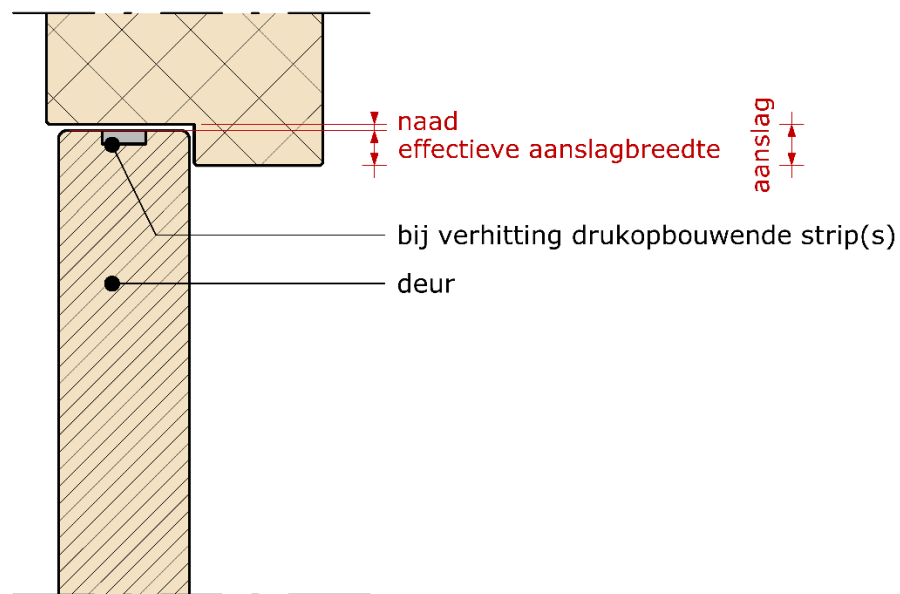 naad
effectieve aanslagbreedte
aanslag
bij verhitting drukopbouwende strip(s)
deur